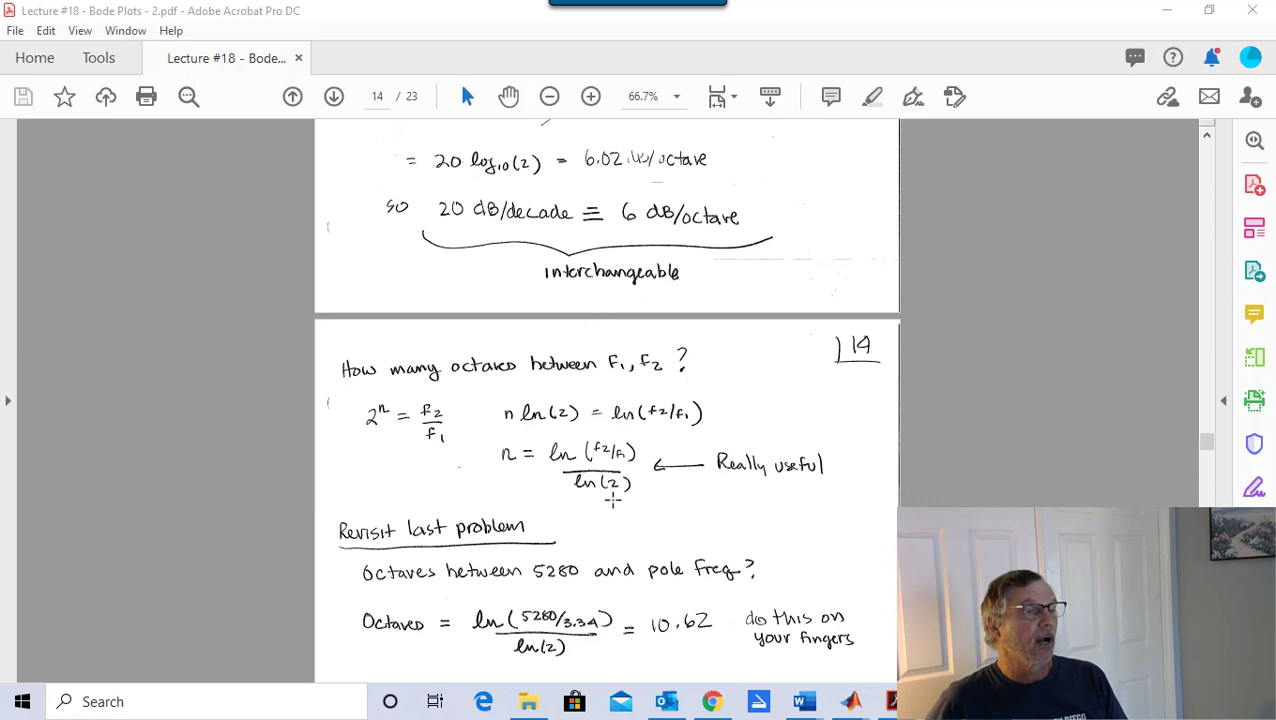 Lecture #18 - Bode Plots - 2.pdf - Adobe Acrobat Pro DC
File Edit View Window Help
Home Tools Lecture #18 - Bode... ×
14 / 23 66.7%
= 20 log₁₀(2) = 6.02 db/octave
SO 20 dB/decade ≡ 6 dB/octave
Interchangeable
19
How many octaves between F₁, F₂ ?
2ⁿ = F₂/F₁ n ln(2) = ln(f2/f₁)
n = ln(f2/f₁) / ln(2) ← Really useful
Revisit last problem
Octaves between 5280 and pole freq?
Octaves = ln(5280/3.34) / ln(2) = 10.62 do this on
your fingers
Search